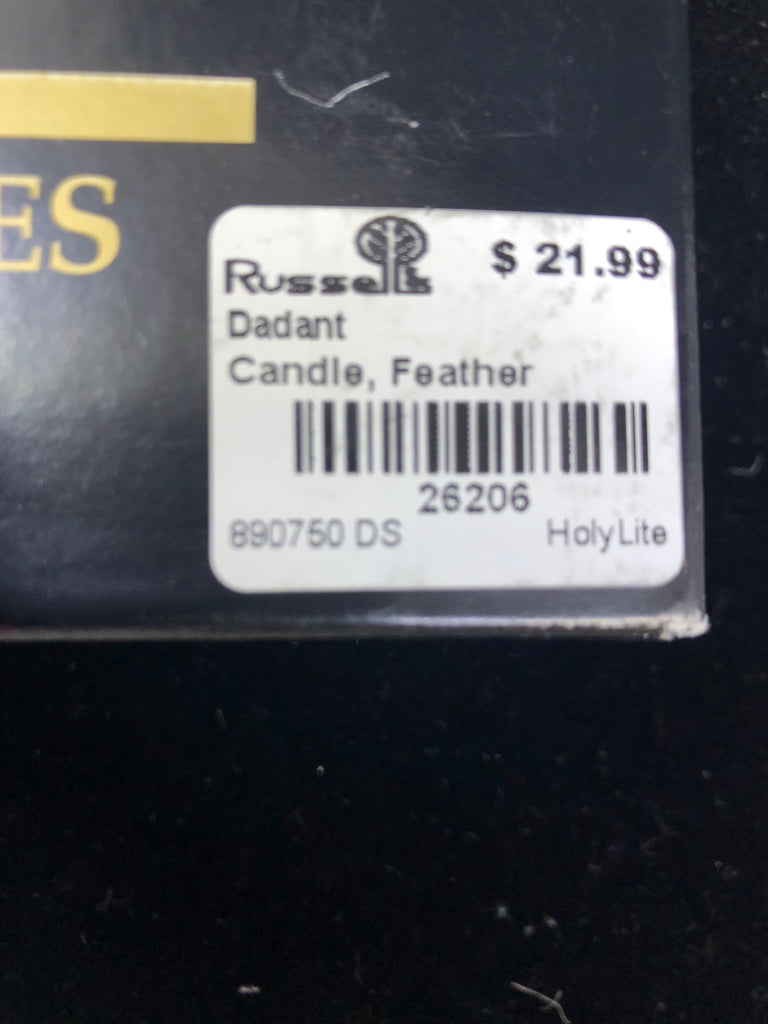 ES
Russell
$ 21.99
Dadant
Candle, Feather
26206
890750 DS
HolyLite